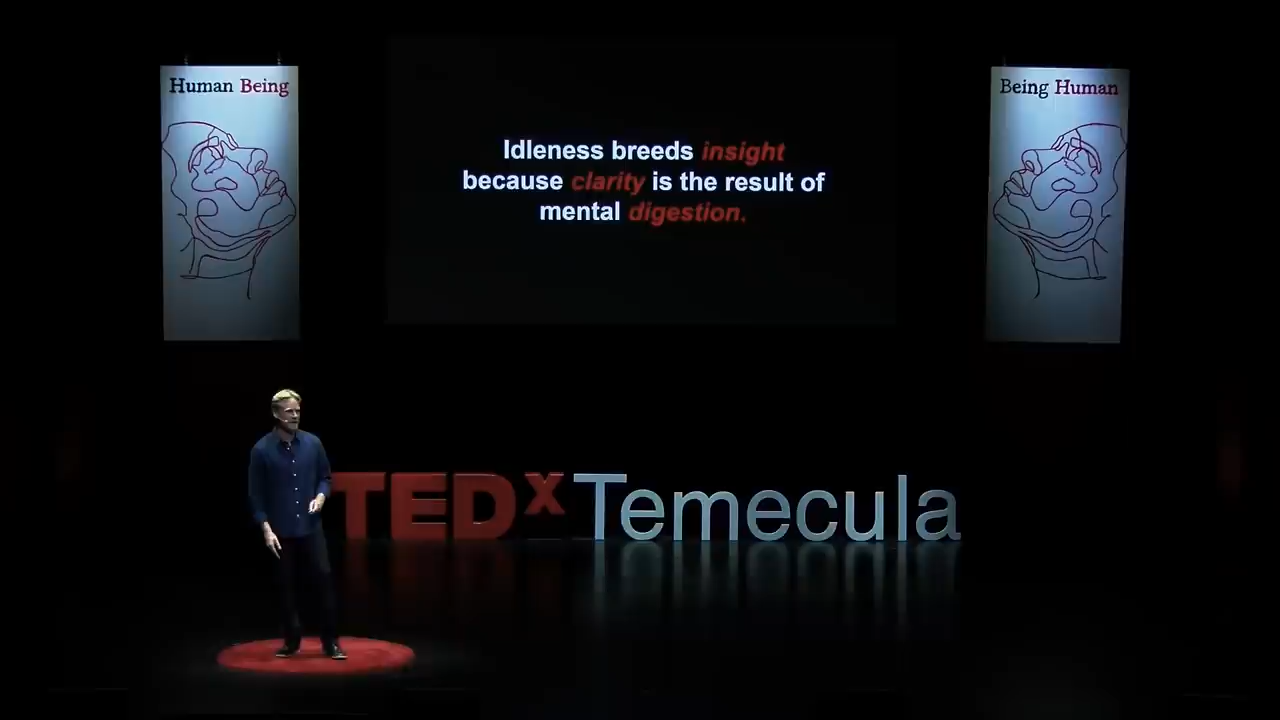 Human Being
Being Human
Idleness breeds insight
because clarity is the result of
mental digestion.
TEDx Temecula